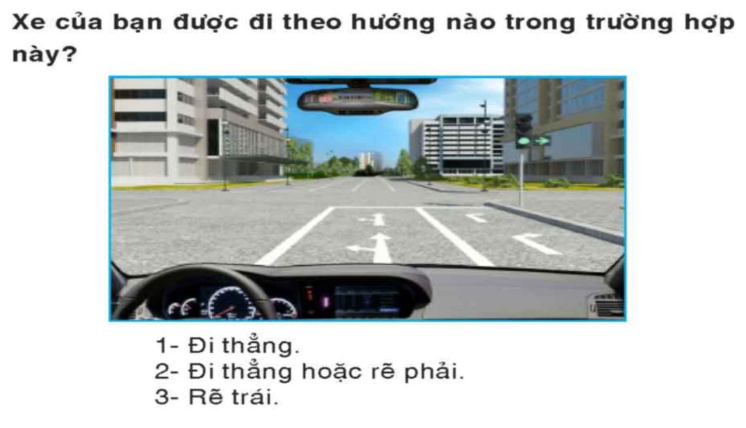 Xe của bạn được đi theo hướng nào trong trường hợp
này?
1- Đi thẳng.
2- Đi thẳng hoặc rẽ phải.
3- Rẽ trái.